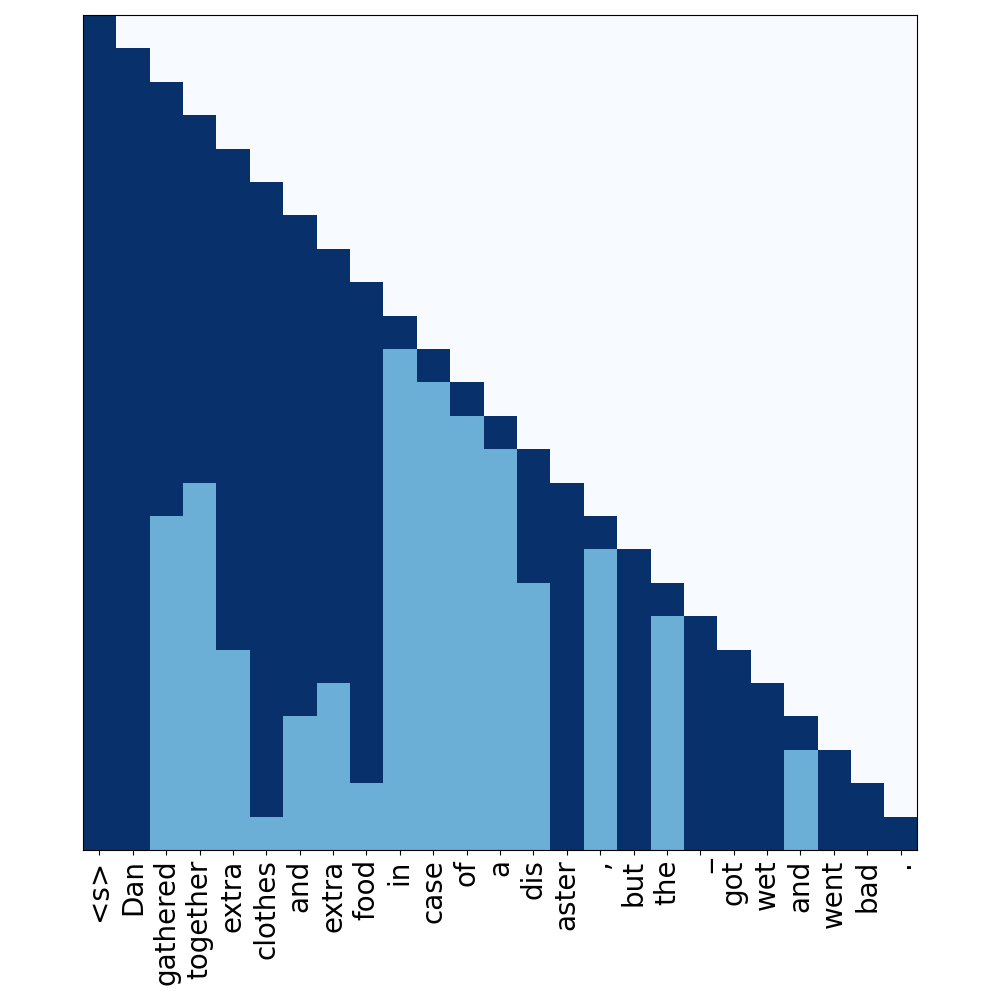 <s> Dan gathered together extra clothes and extra food in case of a dis aster , but the _ got wet and went bad .